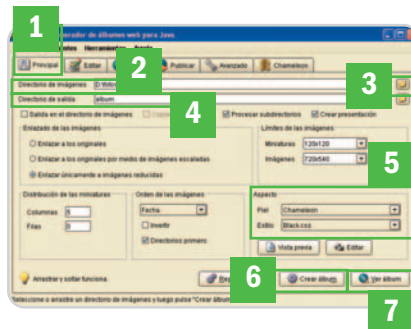 1
erador de álbumes web para Java
Herramientas
Principal Editar Publicar Avanzado Chameleon
2
3
Directorio de imágenes D:\fotos
Directorio de salida album
4
Salida en el directorio de imágenes Procesar subdirectorios Crear presentación
Enlazado de las imágenes
Enlazar a los originales
Enlazar a los originales por medio de imágenes escaladas
Enlazar únicamente a imágenes reducidas
Límites de las imágenes
Miniaturas 120x120
Imágenes 720x540
5
Distribución de las miniaturas
Columnas 5
Filas 0
Orden de las imágenes
Fecha
Invertir
Directorios primero
Aspecto
Piel Chameleon
Estilo Black.css
Vista previa Editar
6
Arrastrar y soltar funciona.
Crear álbum Ver álbum
7
Seleccione o arrastre un directorio de imágenes y luego pulse "Crear álbum